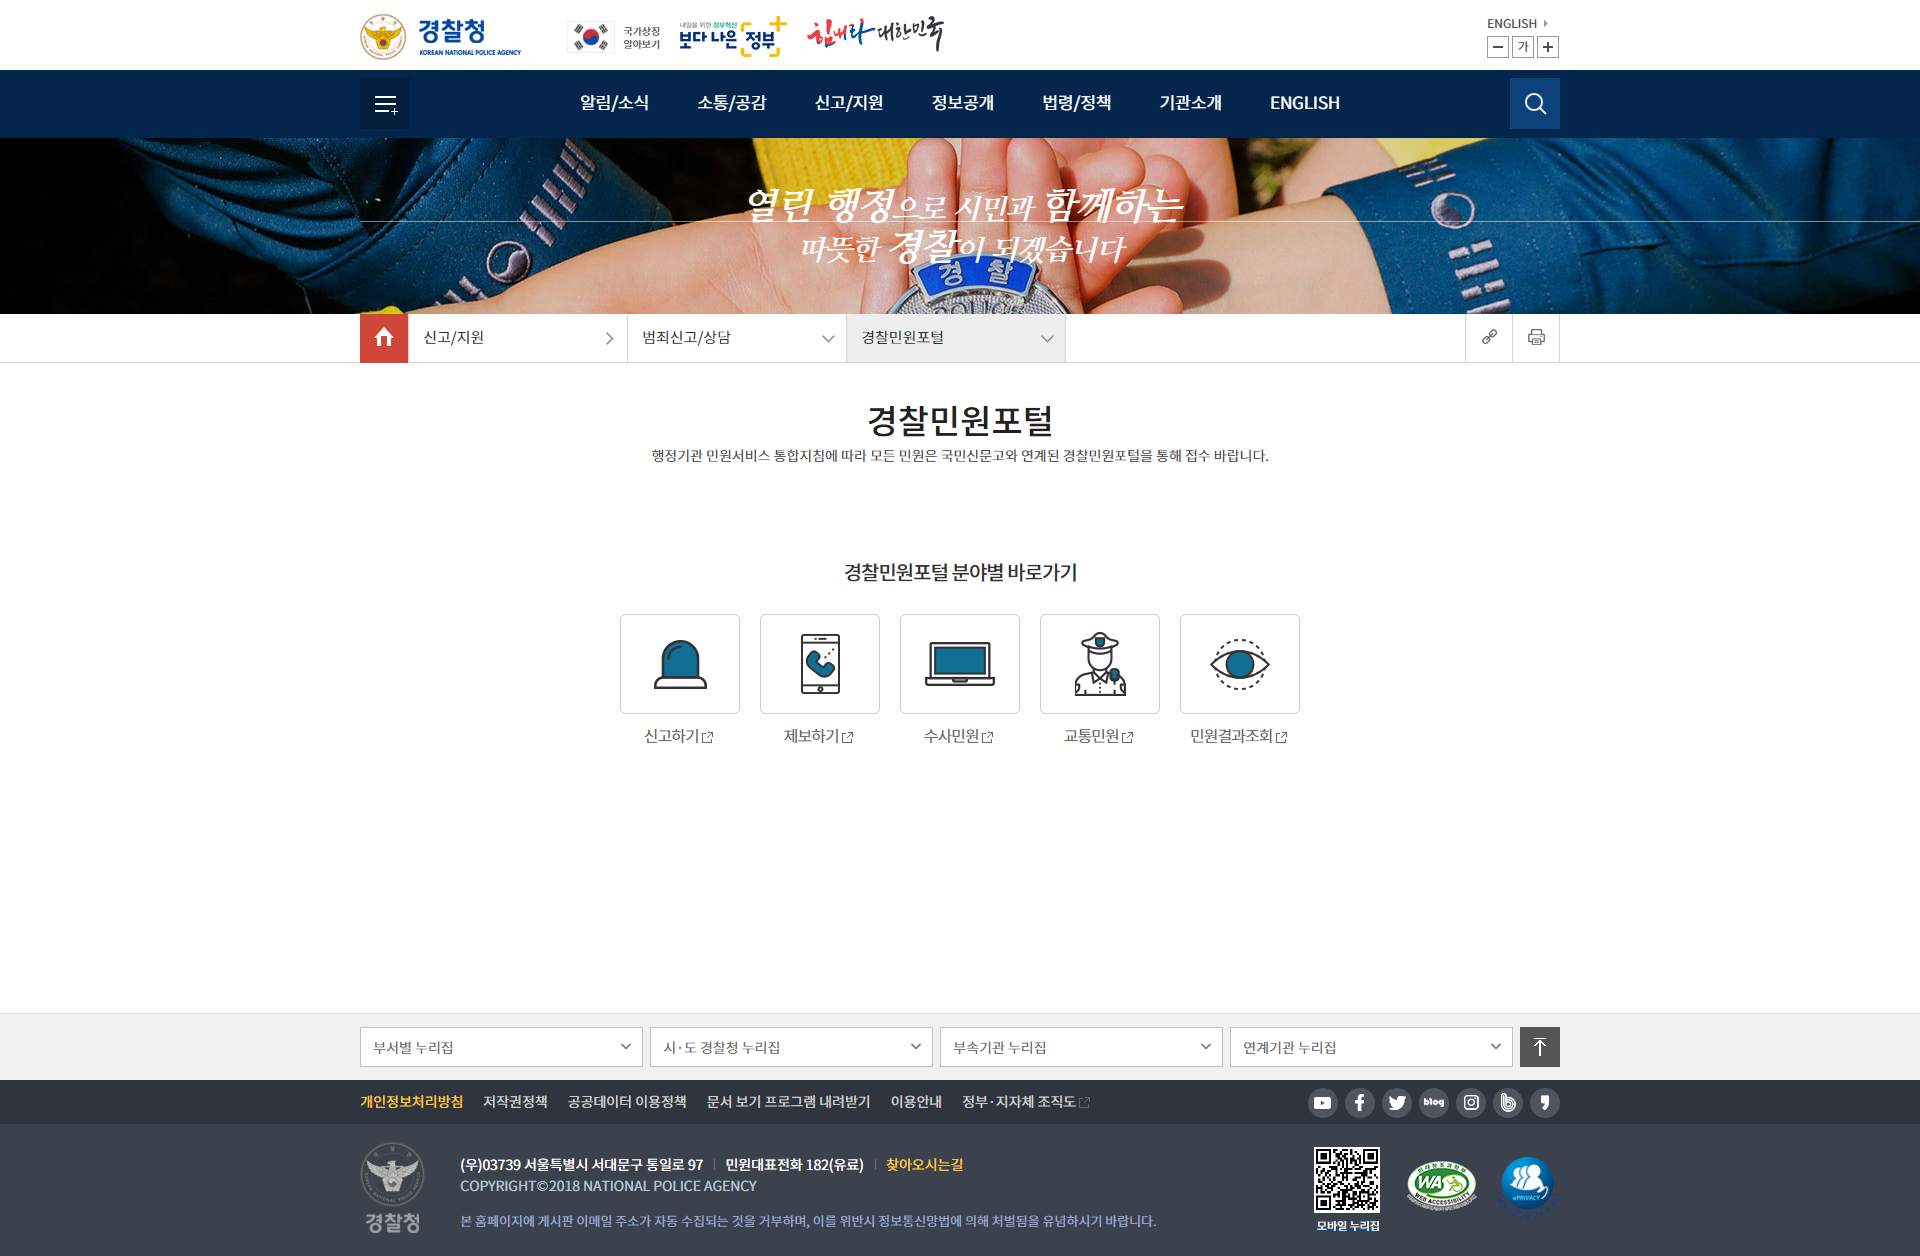 경찰청
KOREAN NATIONAL POLICE AGENCY
국가상징
알아보기
내일을 위한 정부혁신
보다 나은 정부
힘내라 대한민국
ENGLISH
가
알림/소식
소통/공감
신고/지원
정보공개
법령/정책
기관소개
ENGLISH
열린 행정으로 시민과 함께하는
따뜻한 경찰이 되겠습니다
경찰
신고/지원
범죄신고/상담
경찰민원포털
경찰민원포털
행정기관 민원서비스 통합지침에 따라 모든 민원은 국민신문고와 연계된 경찰민원포털을 통해 접수 바랍니다.
경찰민원포털 분야별 바로가기
신고하기
제보하기
수사민원
교통민원
민원결과조회
부서별 누리집
시·도 경찰청 누리집
부속기관 누리집
연계기관 누리집
개인정보처리방침
저작권정책
공공데이터 이용정책
문서 보기 프로그램 내려받기
이용안내
정부·지자체 조직도
blog
경찰청
(우)03739 서울특별시 서대문구 통일로 97
민원대표전화 182(유료)
찾아오시는길
COPYRIGHT©2018 NATIONAL POLICE AGENCY
본 홈페이지에 게시판 이메일 주소가 자동 수집되는 것을 거부하며, 이를 위반시 정보통신망법에 의해 처벌됨을 유념하시기 바랍니다.
모바일 누리집
WA
WEB ACCESSIBILITY
ePRIVACY